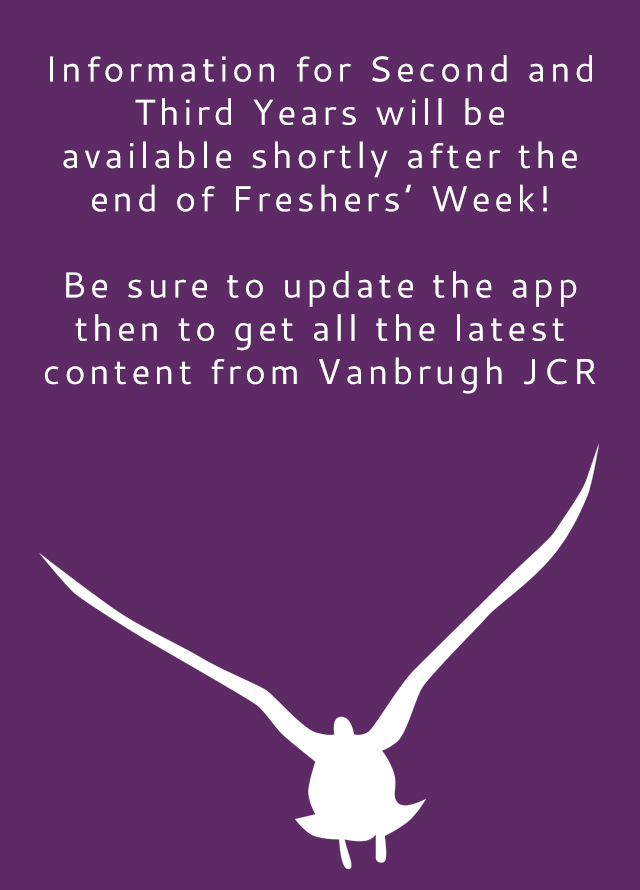 Information for Second and
Third Years will be
available shortly after the
end of Freshers’ Week!
Be sure to update the app
then to get all the latest
content from Vanbrugh JCR